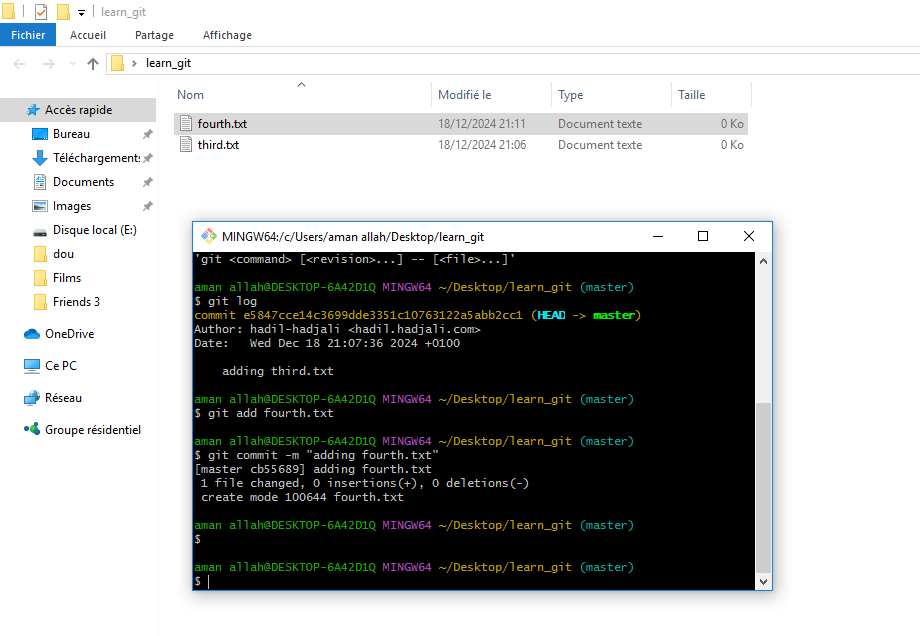 learn_git
Fichier Accueil Partage Affichage
learn_git
Nom Modifié le Type Taille
Accès rapide
fourth.txt 18/12/2024 21:11 Document texte 0 Ko
Bureau
third.txt 18/12/2024 21:06 Document texte 0 Ko
Téléchargements
Documents
Images
Disque local (E:)
dou
Films
Friends 3
OneDrive
Ce PC
Réseau
Groupe résidentiel
MINGW64:/c/Users/aman allah/Desktop/learn_git
'git <command> [<revision>...] -- [<file>...]'
aman allah@DESKTOP-6A42D1Q MINGW64 ~/Desktop/learn_git (master)
$ git log
commit e5847cce14c3699dde3351c10763122a5abb2cc1 (HEAD -> master)
Author: hadil-hadjali <hadil.hadjali.com>
Date:   Wed Dec 18 21:07:36 2024 +0100
adding third.txt
aman allah@DESKTOP-6A42D1Q MINGW64 ~/Desktop/learn_git (master)
$ git add fourth.txt
aman allah@DESKTOP-6A42D1Q MINGW64 ~/Desktop/learn_git (master)
$ git commit -m "adding fourth.txt"
[master cb55689] adding fourth.txt
1 file changed, 0 insertions(+), 0 deletions(-)
create mode 100644 fourth.txt
aman allah@DESKTOP-6A42D1Q MINGW64 ~/Desktop/learn_git (master)
$
aman allah@DESKTOP-6A42D1Q MINGW64 ~/Desktop/learn_git (master)
$